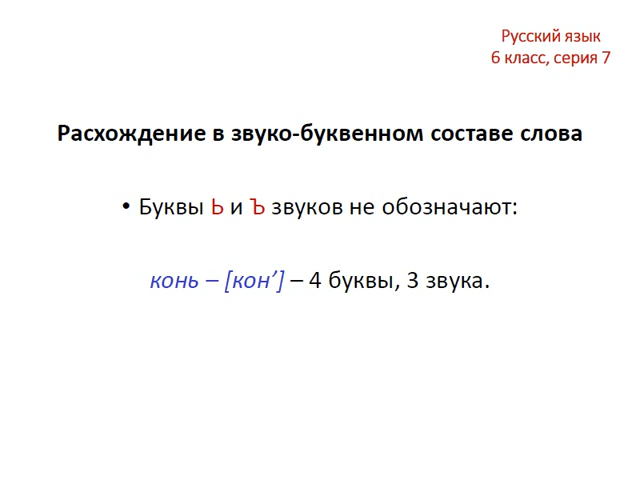 Русский язык
6 класс, серия 7
Расхождение в звуко-буквенном составе слова
• Буквы Ь и Ъ звуков не обозначают:
конь – [кон’] – 4 буквы, 3 звука.